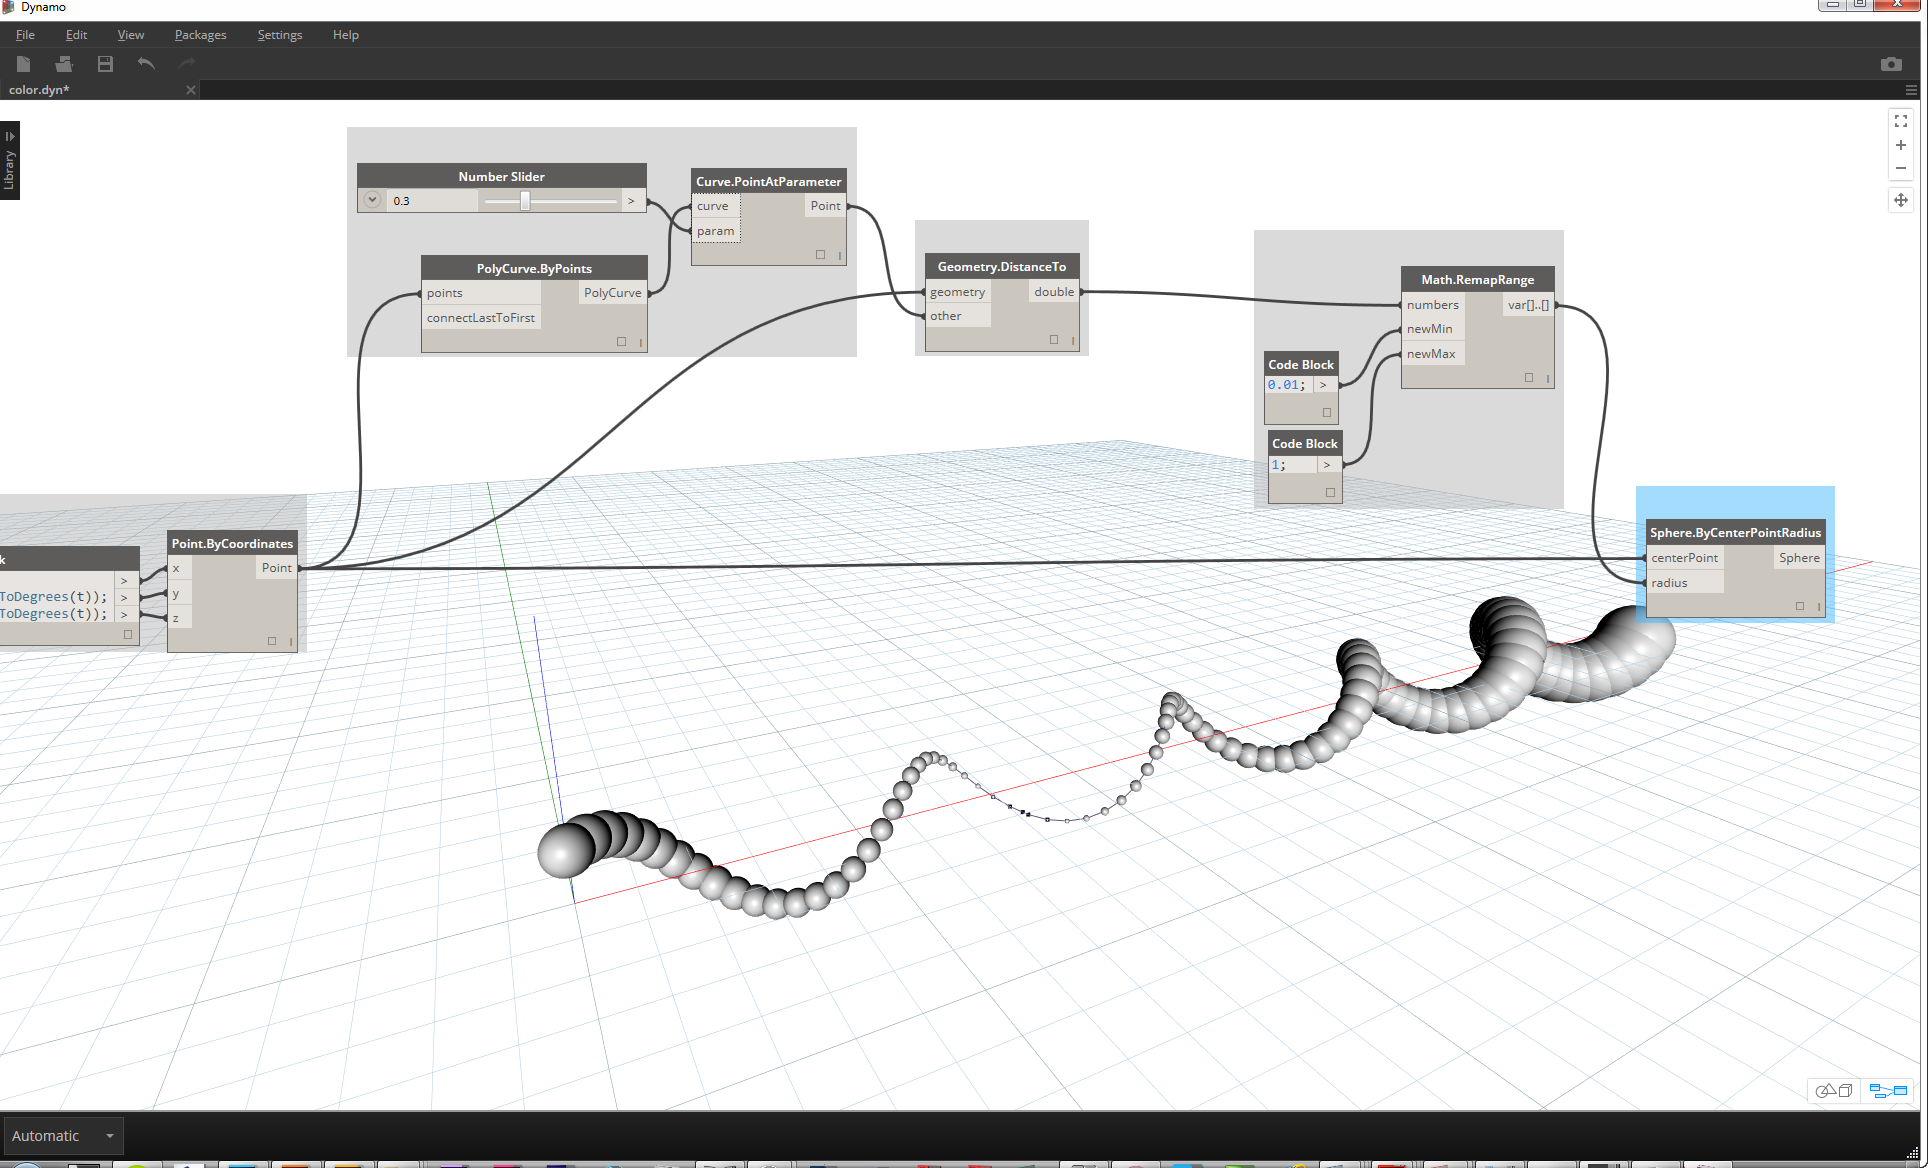 Dynamo
File Edit View Packages Settings Help
color.dyn*
Library
Number Slider
0.3 >
Curve.PointAtParameter
curve Point
param
PolyCurve.ByPoints
points PolyCurve
connectLastToFirst
Geometry.DistanceTo
geometry double
other
Math.RemapRange
numbers var[]..[]
newMin
newMax
Code Block
0.01; >
Code Block
1; >
k
>
ToDegrees(t)); >
ToDegrees(t)); >
Point.ByCoordinates
x Point
y
z
Sphere.ByCenterPointRadius
centerPoint Sphere
radius
Automatic